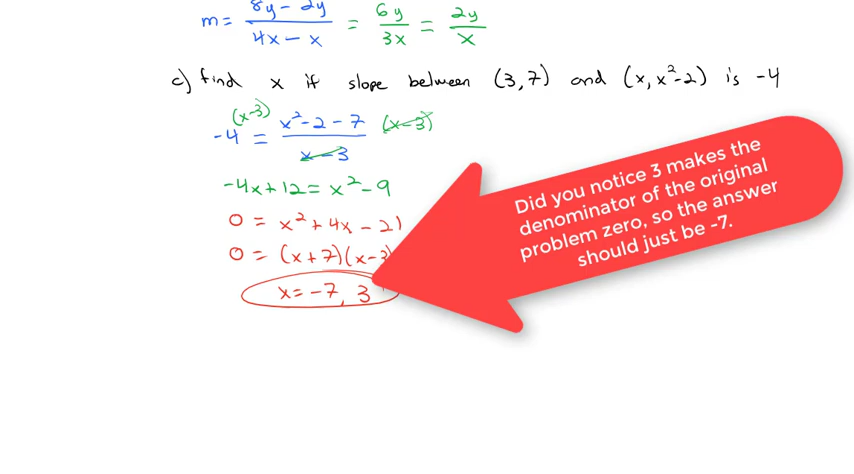 m = 8y - 2y / 4x - x = 6y / 3x = 2y / x
c) find x if slope between (3,7) and (x, x²-2) is -4
(x-3) -4 = x²-2-7 / x-3 (x-3)
-4x+12 = x²-9
0 = x²+4x-21
0 = (x+7)(x-3)
x = -7, 3
Did you notice 3 makes the
denominator of the original
problem zero, so the answer
should just be -7.